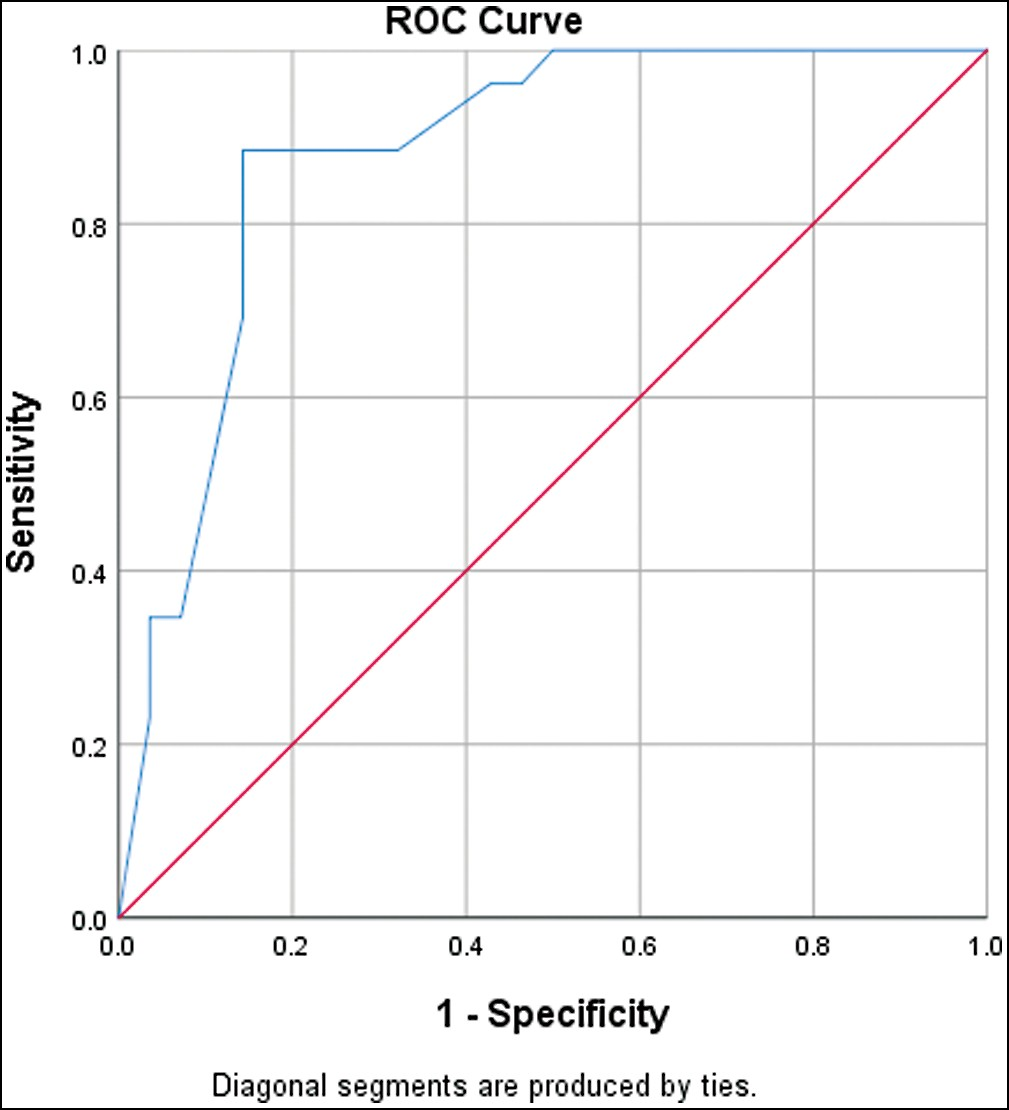 ROC Curve
1.0
0.8
0.6
0.4
0.2
0.0
Sensitivity
0.0 0.2 0.4 0.6 0.8 1.0
1 - Specificity
Diagonal segments are produced by ties.